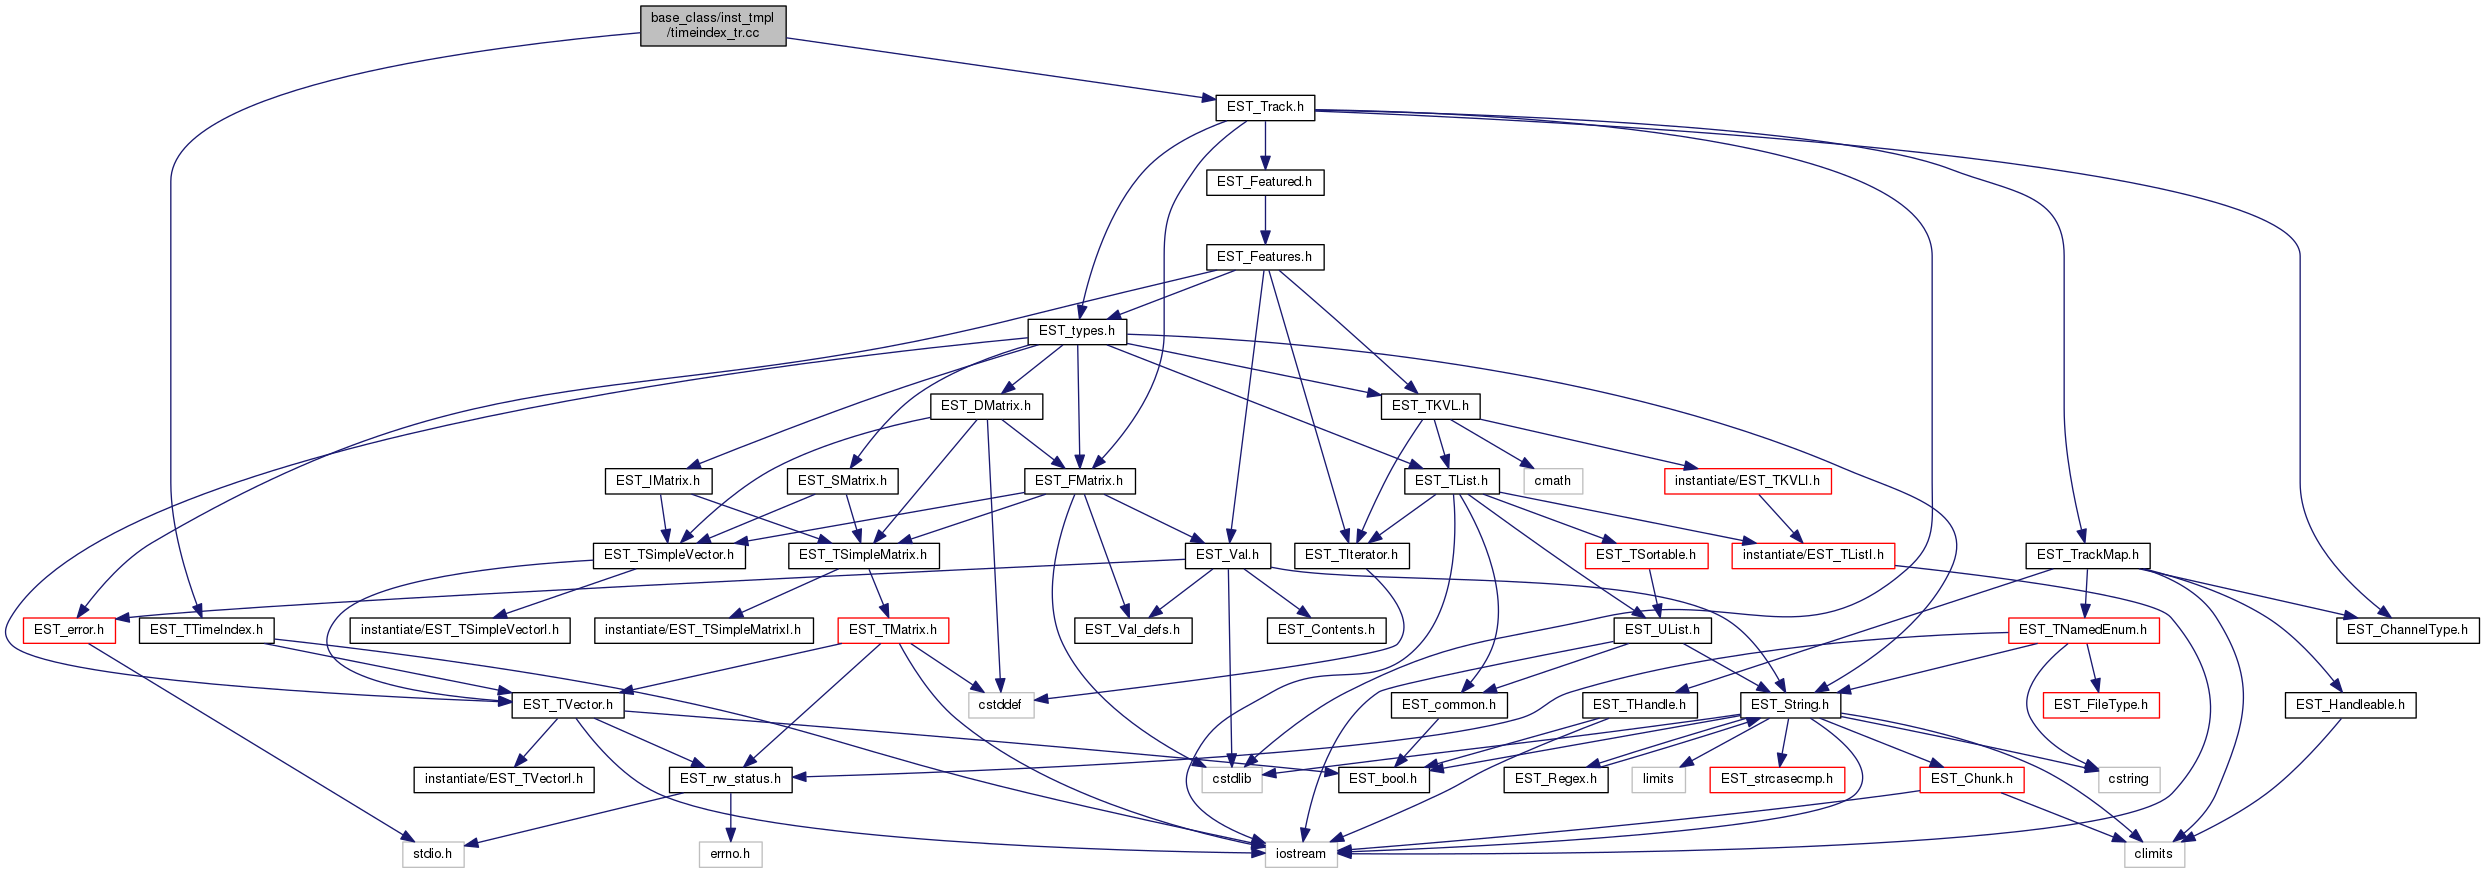 base_class/inst_tmpl
/timeindex_tr.cc
EST_Track.h
EST_Featured.h
EST_Features.h
EST_types.h
EST_DMatrix.h
EST_TKVL.h
EST_IMatrix.h
EST_SMatrix.h
EST_FMatrix.h
EST_TList.h
cmath
instantiate/EST_TKVLI.h
EST_TSimpleVector.h
EST_TSimpleMatrix.h
EST_Val.h
EST_TIterator.h
EST_TSortable.h
instantiate/EST_TListI.h
EST_TrackMap.h
EST_error.h
EST_TTimeIndex.h
instantiate/EST_TSimpleVectorI.h
instantiate/EST_TSimpleMatrixI.h
EST_TMatrix.h
EST_Val_defs.h
EST_Contents.h
EST_UList.h
EST_TNamedEnum.h
EST_ChannelType.h
EST_TVector.h
cstddef
EST_common.h
EST_THandle.h
EST_String.h
EST_FileType.h
EST_Handleable.h
instantiate/EST_TVectorI.h
EST_rw_status.h
cstdlib
EST_bool.h
EST_Regex.h
limits
EST_strcasecmp.h
EST_Chunk.h
cstring
stdio.h
errno.h
iostream
climits